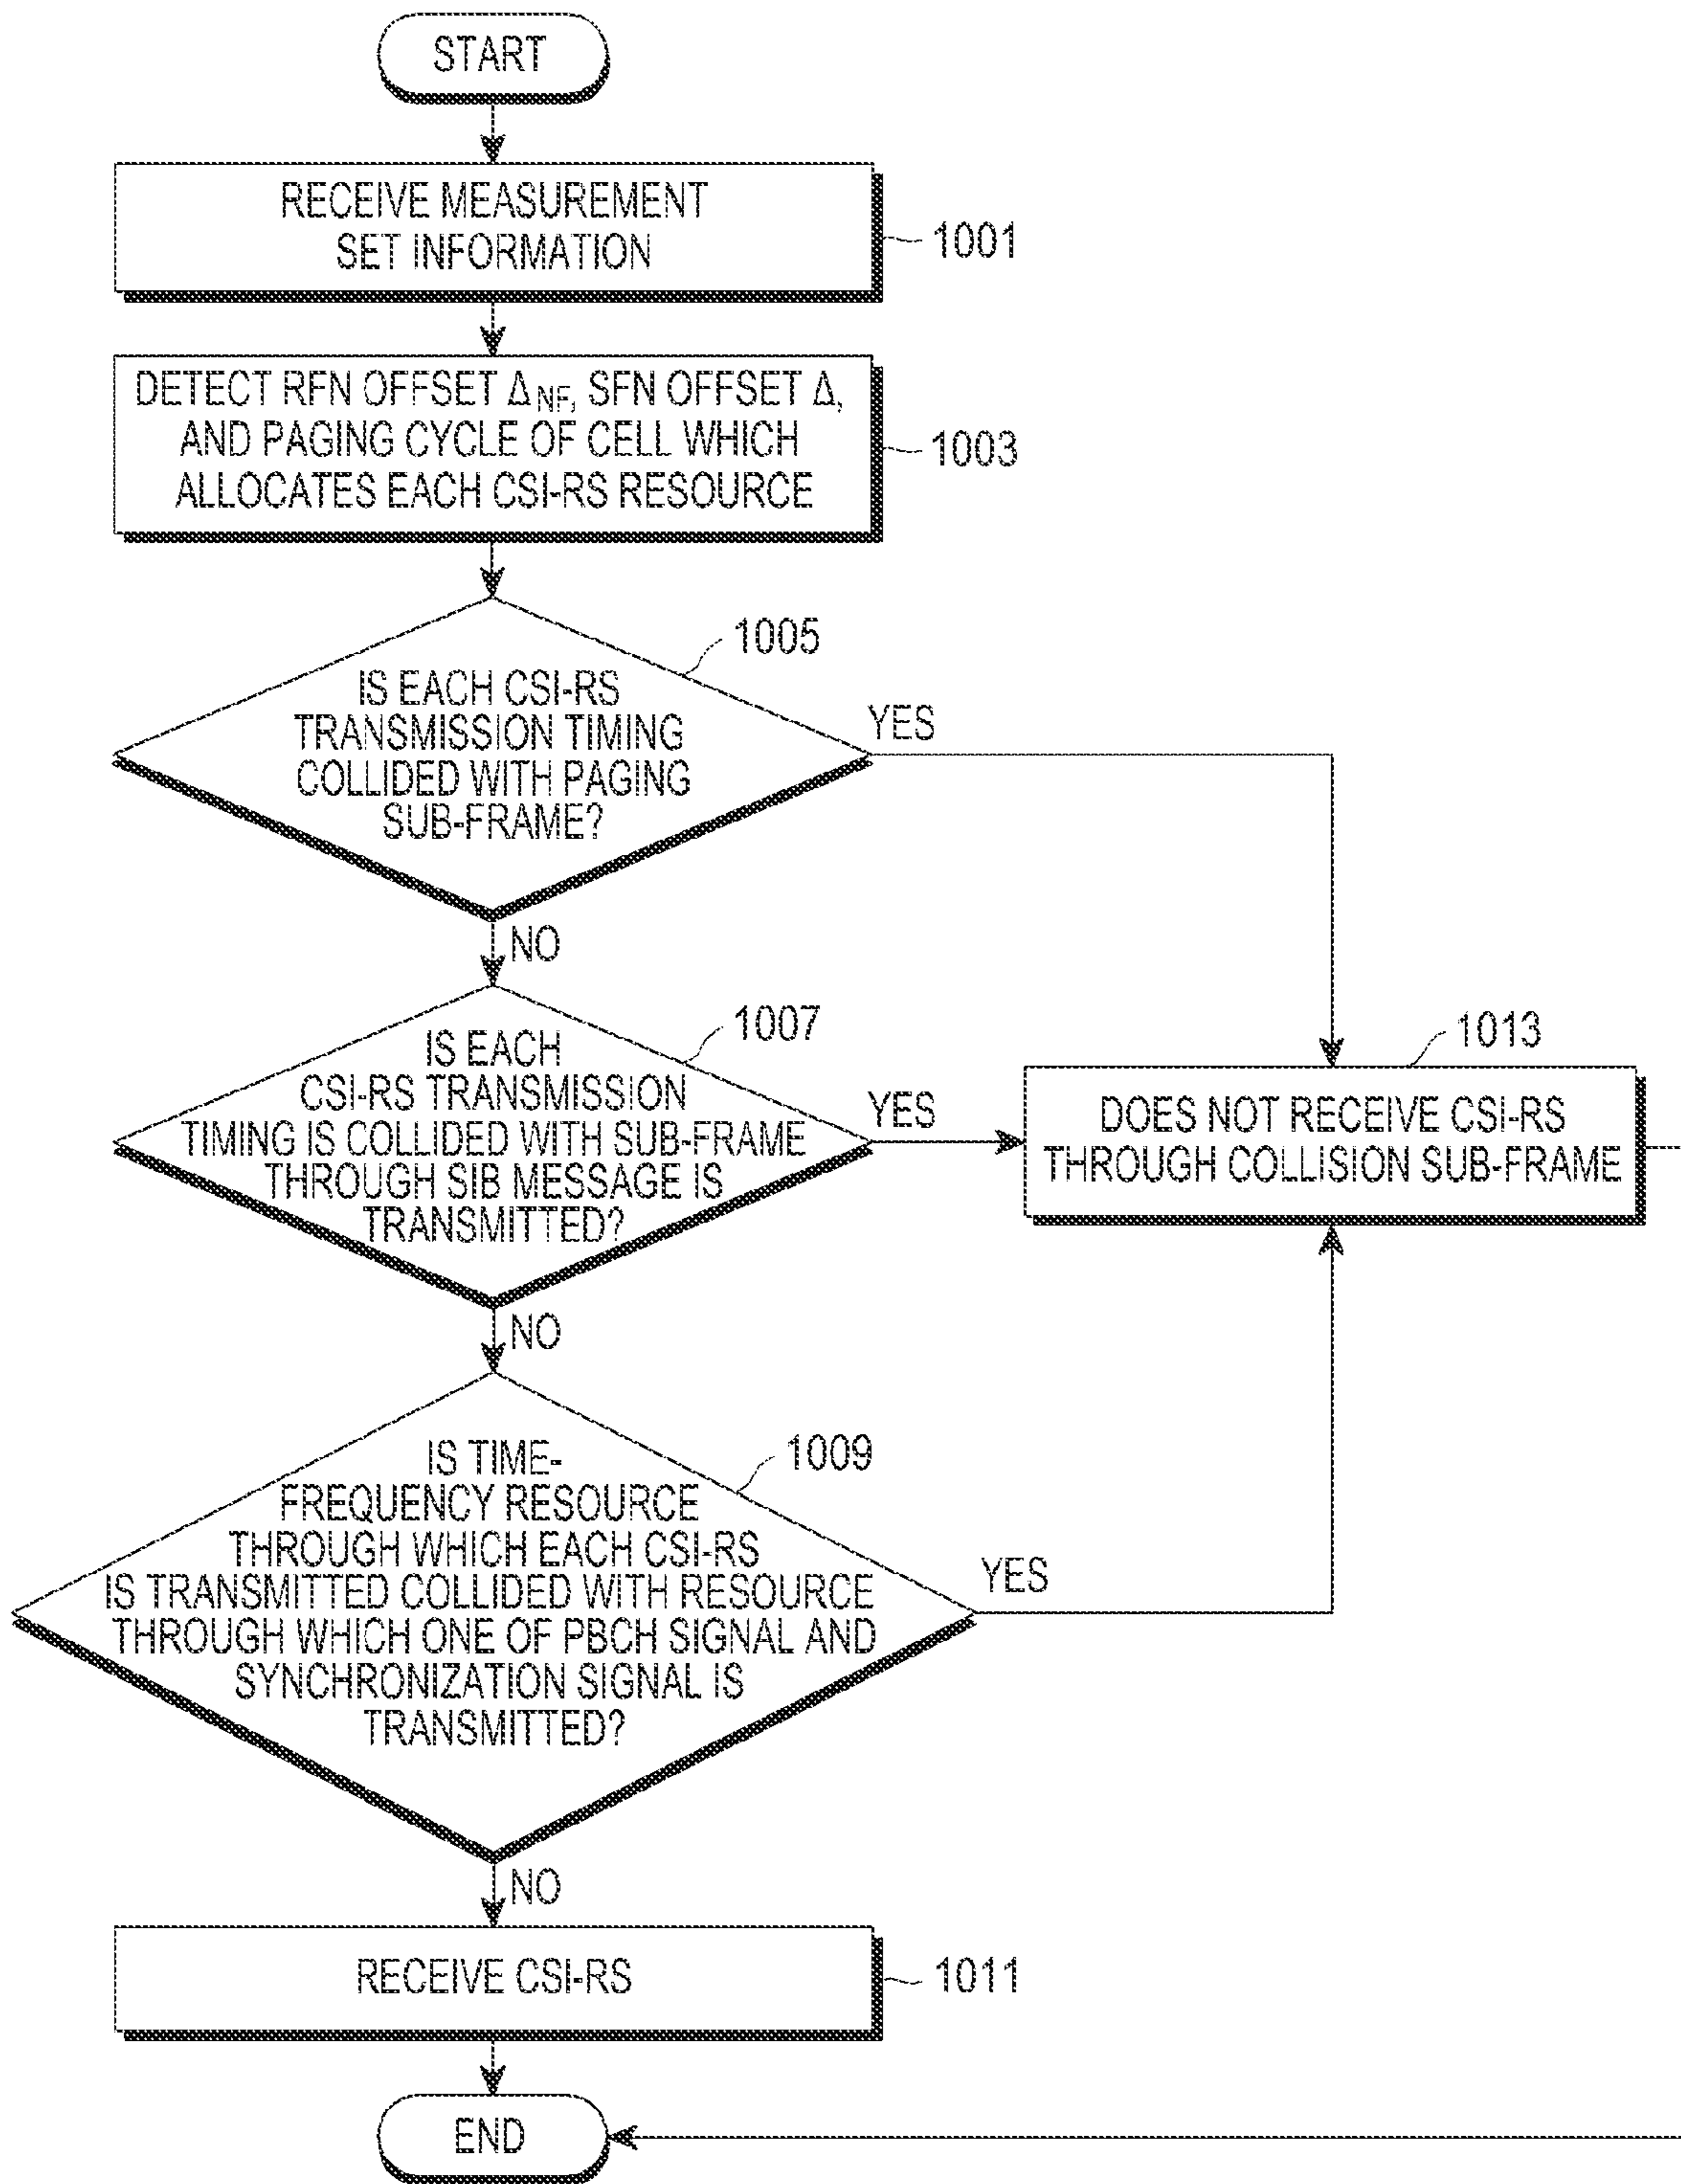 START
RECEIVE MEASUREMENT
SET INFORMATION
1001
DETECT RFN OFFSET ΔNF, SFN OFFSET Δ,
AND PAGING CYCLE OF CELL WHICH
ALLOCATES EACH CSI-RS RESOURCE
1003
1005
IS EACH CSI-RS
TRANSMISSION TIMING
COLLIDED WITH PAGING
SUB-FRAME?
YES
NO
1007
IS EACH
CSI-RS TRANSMISSION
TIMING IS COLLIDED WITH SUB-FRAME
THROUGH SIB MESSAGE IS
TRANSMITTED?
YES
1013
DOES NOT RECEIVE CSI-RS
THROUGH COLLISION SUB-FRAME
NO
1009
IS TIME-
FREQUENCY RESOURCE
THROUGH WHICH EACH CSI-RS
IS TRANSMITTED COLLIDED WITH RESOURCE
THROUGH WHICH ONE OF PBCH SIGNAL AND
SYNCHRONIZATION SIGNAL IS
TRANSMITTED?
YES
NO
RECEIVE CSI-RS
1011
END